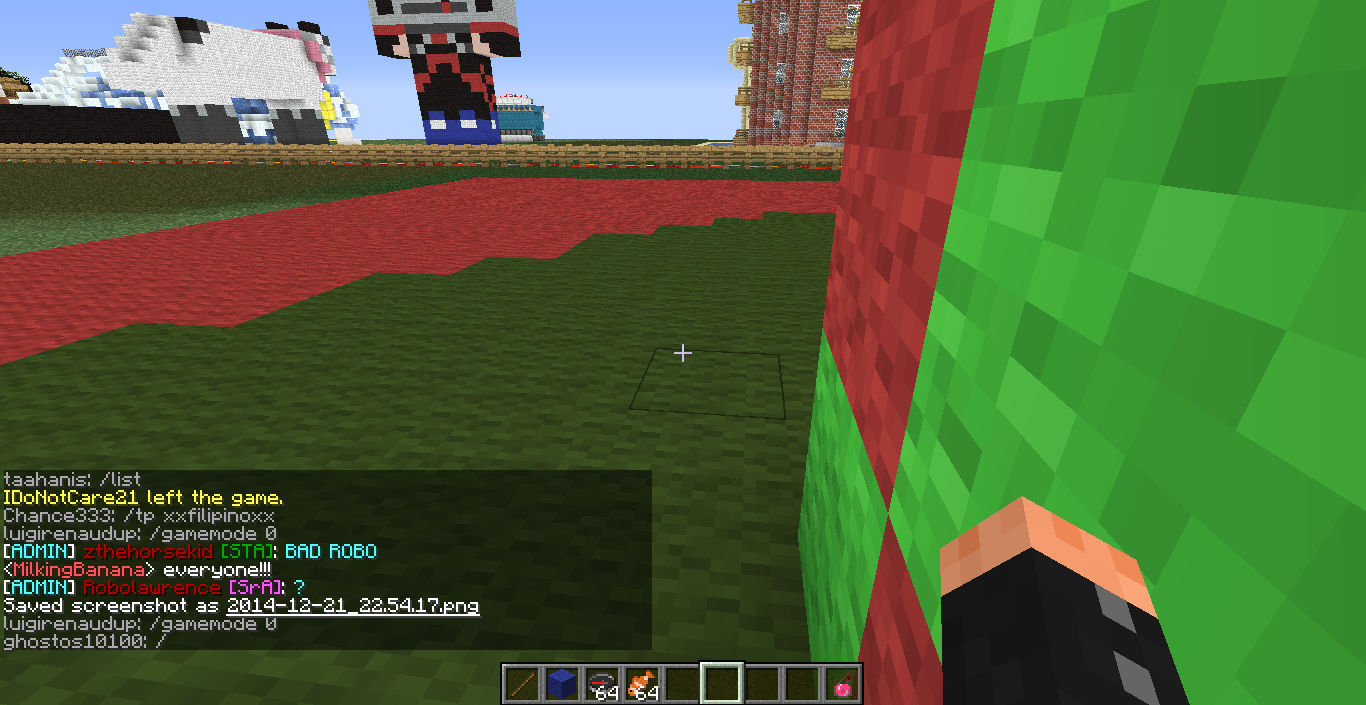 taahanis: /list
IDoNotCare21 left the game.
Chance333: /tp xxfilipinoxx
luigirenaudup: /gamemode 0
[ADMIN] zthehorsekid [STA]: BAD ROBO
<MilkingBanana> everyone!!!
[ADMIN] Robolawrence [SrA]: ?
Saved screenshot as 2014-12-21_22.54.17.png
luigirenaudup: /gamemode 0
ghostos10100: /
64 64